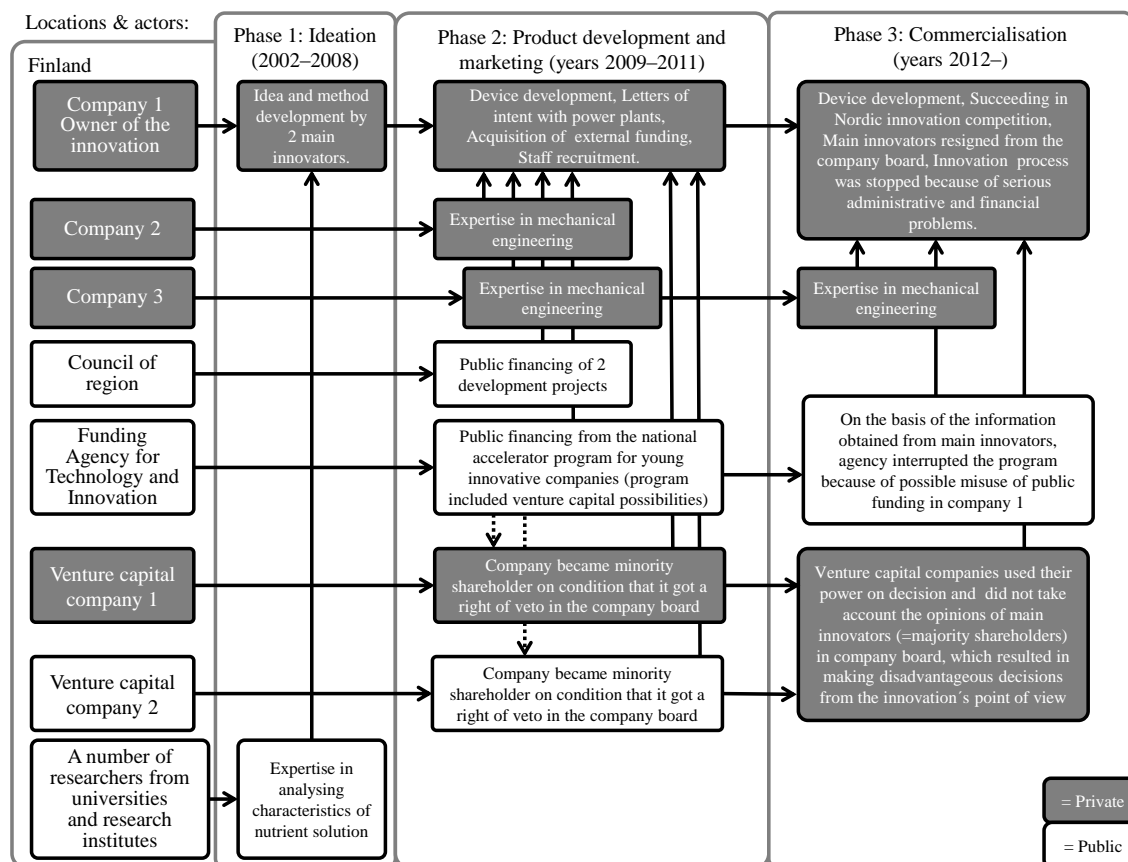 Locations & actors:
Finland
Phase 1: Ideation
(2002–2008)
Phase 2: Product development and
marketing (years 2009–2011)
Phase 3: Commercialisation
(years 2012–)
Company 1
Owner of the
innovation
Idea and method
development by
2 main
innovators.
Device development, Letters of
intent with power plants,
Acquisition of external funding,
Staff recruitment.
Device development, Succeeding in
Nordic innovation competition,
Main innovators resigned from the
company board, Innovation process
was stopped because of serious
administrative and financial
problems.
Company 2
Expertise in mechanical
engineering
Company 3
Expertise in mechanical
engineering
Expertise in mechanical
engineering
Council of
region
Public financing of 2
development projects
Funding
Agency for
Technology and
Innovation
Public financing from the national
accelerator program for young
innovative companies (program
included venture capital possibilities)
On the basis of the information
obtained from main innovators,
agency interrupted the program
because of possible misuse of public
funding in company 1
Venture capital
company 1
Company became minority
shareholder on condition that it got a
right of veto in the company board
Venture capital companies used their
power on decision and did not take
account the opinions of main
innovators (=majority shareholders)
in company board, which resulted in
making disadvantageous decisions
from the innovation´s point of view
Venture capital
company 2
Company became minority
shareholder on condition that it got a
right of veto in the company board
A number of
researchers from
universities
and research
institutes
Expertise in
analysing
characteristics of
nutrient solution
= Private
= Public